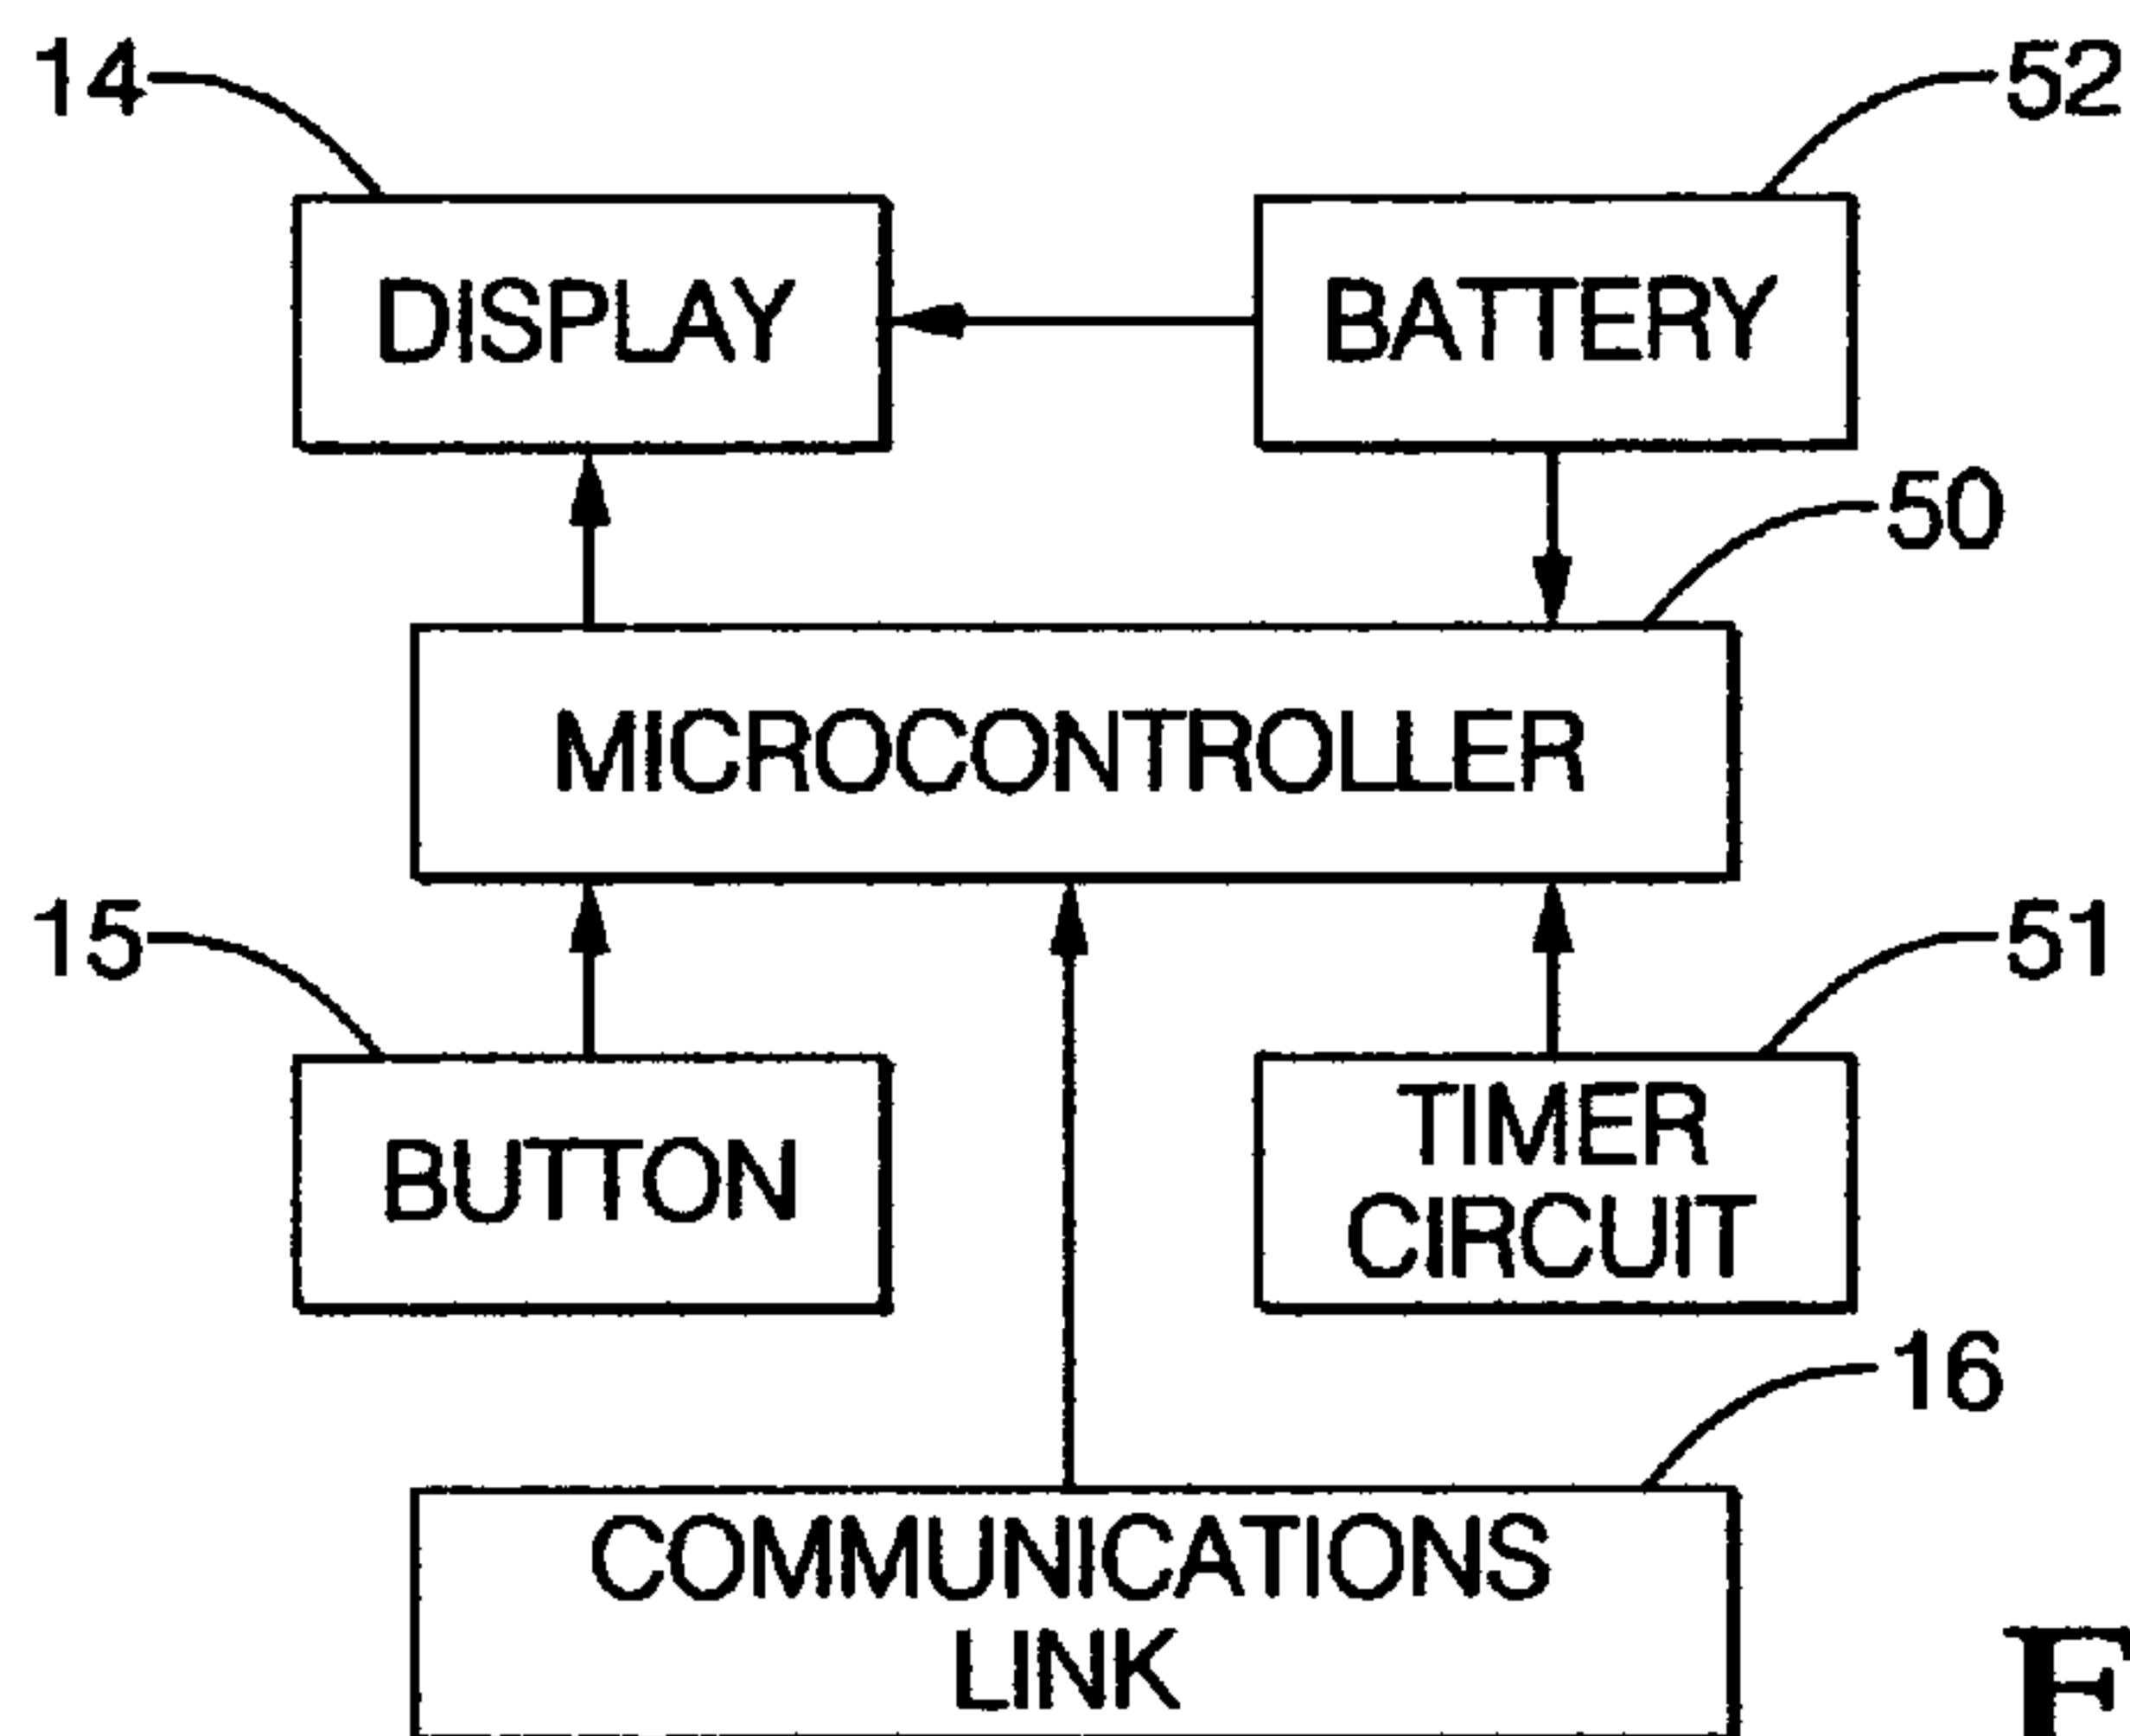 14
52
DISPLAY
BATTERY
50
MICROCONTROLLER
15
51
BUTTON
TIMER
CIRCUIT
16
COMMUNICATIONS
LINK
F